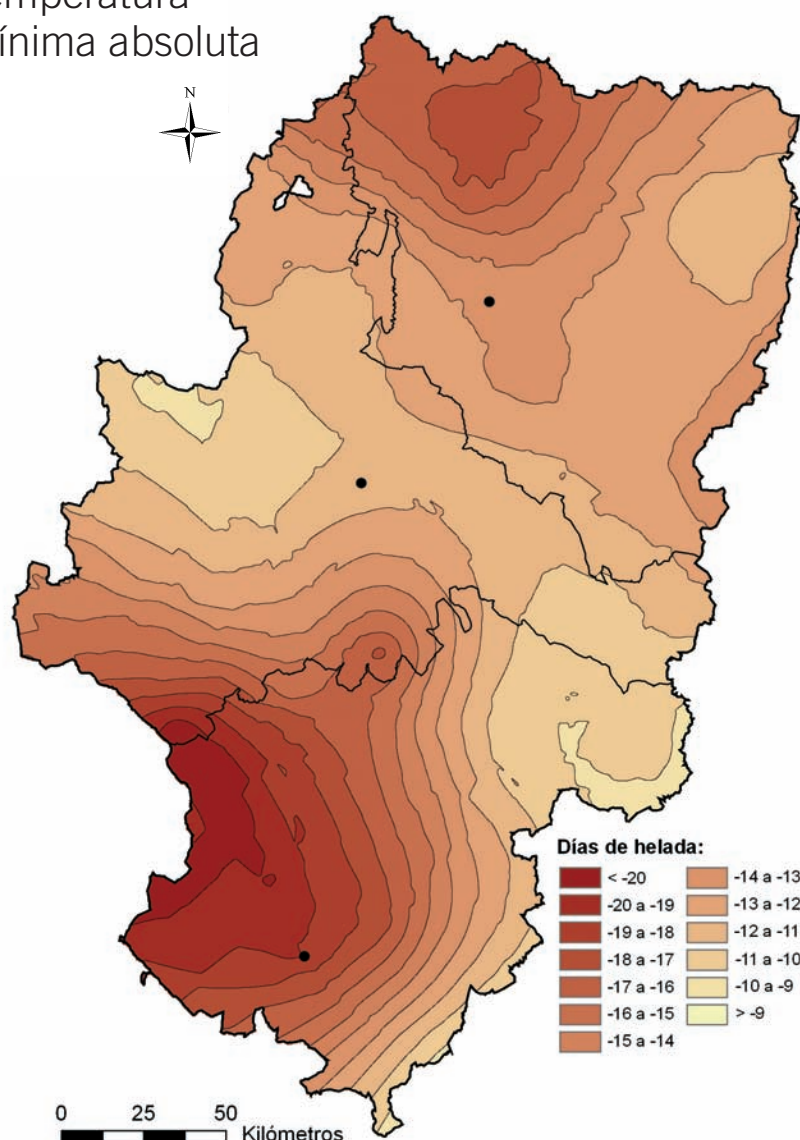 ínima absoluta
N
Días de helada:
< -20
-20 a -19
-19 a -18
-18 a -17
-17 a -16
-16 a -15
-15 a -14
-14 a -13
-13 a -12
-12 a -11
-11 a -10
-10 a -9
> -9
0 25 50
Kilómetros